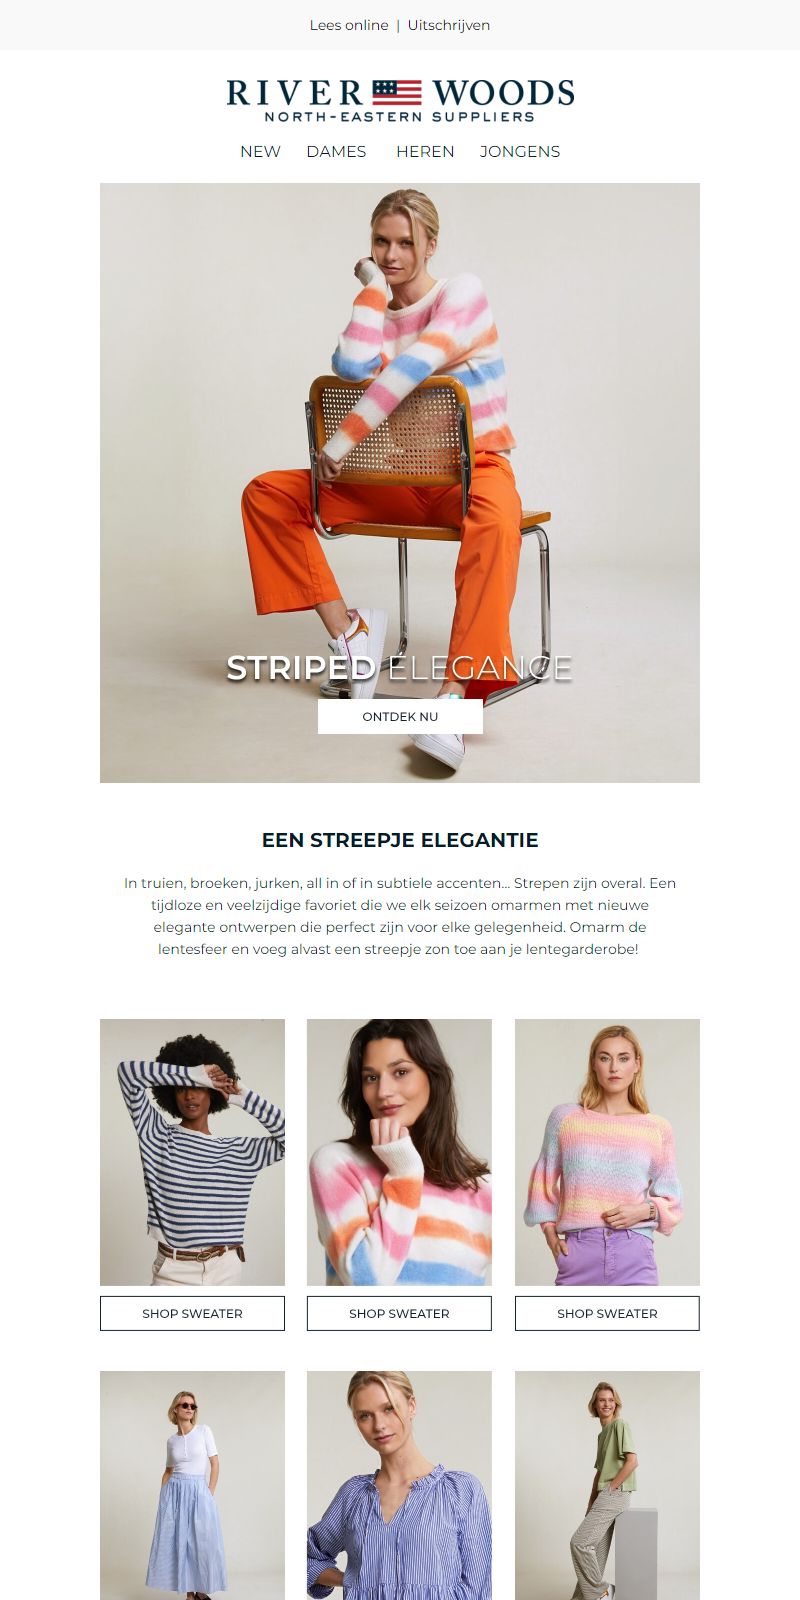 Lees online | Uitschrijven
RIVER WOODS
NORTH-EASTERN SUPPLIERS
NEW DAMES HEREN JONGENS
STRIPED ELEGANCE
ONTDEK NU
EEN STREEPJE ELEGANTIE
In truien, broeken, jurken, all in of in subtiele accenten... Strepen zijn overal. Een
tijdloze en veelzijdige favoriet die we elk seizoen omarmen met nieuwe
elegante ontwerpen die perfect zijn voor elke gelegenheid. Omarm de
lentesfeer en voeg alvast een streepje zon toe aan je lentegarderobe!
SHOP SWEATER SHOP SWEATER SHOP SWEATER